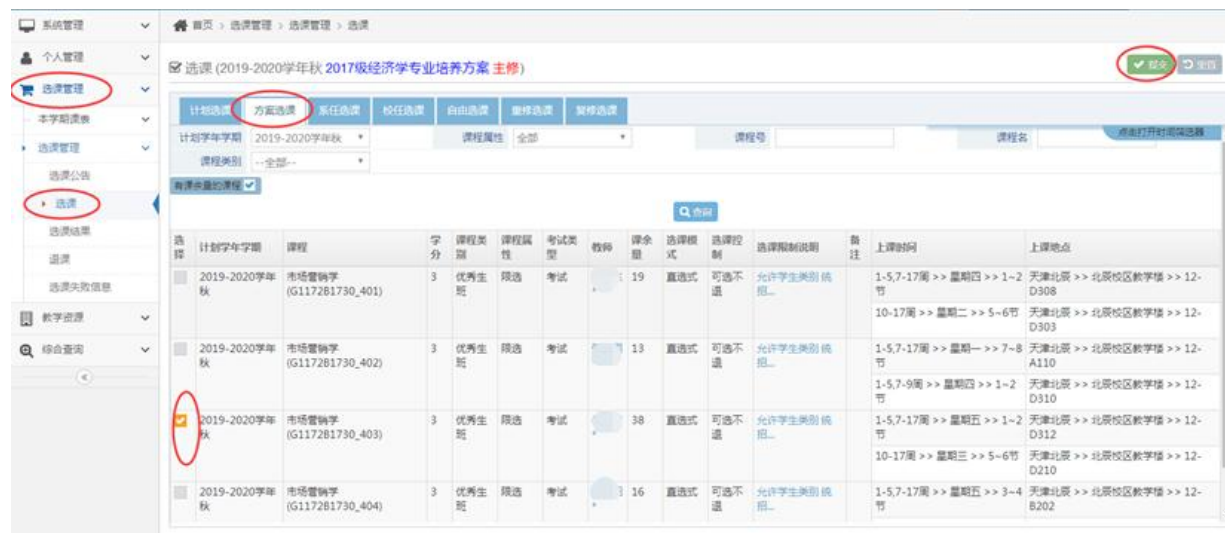 系统管理
个人管理
选课管理
本学期课表
选课管理
选课公告
选课
选课结果
退课
选课失败信息
教学资源
综合查询
首页 > 选课管理 > 选课管理 > 选课
选课 (2019-2020学年秋 2017级经济学专业培养方案 主修)
提交 重置
计划选课 方案选课 系任选课 校任选课 自由选课 重修选课 复修选课
点击打开时间筛选器
计划学年学期 2019-2020学年秋 课程属性 全部 课程号 课程名
课程类别 --全部--
有课余量的课程
查询
选择 计划学年学期 课程 学分 课程类别 课程属性 考试类型 教师 课余量 选课模式 选课控制 选课限制说明 备注 上课时间 上课地点
2019-2020学年秋 市场营销学(G1172B1730_401) 3 优秀生班 限选 考试 19 直选式 可选不退 允许学生类别 统招... 1-5,7-17周 >> 星期四 >> 1~2节 天津北辰 >> 北辰校区教学楼 >> 12-D308
10-17周 >> 星期二 >> 5~6节 天津北辰 >> 北辰校区教学楼 >> 12-D303
2019-2020学年秋 市场营销学(G1172B1730_402) 3 优秀生班 限选 考试 13 直选式 可选不退 允许学生类别 统招... 1-5,7-17周 >> 星期一 >> 7~8节 天津北辰 >> 北辰校区教学楼 >> 12-A110
1-5,7-9周 >> 星期四 >> 1~2节 天津北辰 >> 北辰校区教学楼 >> 12-D310
2019-2020学年秋 市场营销学(G1172B1730_403) 3 优秀生班 限选 考试 38 直选式 可选不退 允许学生类别 统招... 1-5,7-17周 >> 星期五 >> 1~2节 天津北辰 >> 北辰校区教学楼 >> 12-D312
10-17周 >> 星期三 >> 5~6节 天津北辰 >> 北辰校区教学楼 >> 12-D210
2019-2020学年秋 市场营销学(G1172B1730_404) 3 优秀生班 限选 考试 16 直选式 可选不退 允许学生类别 统招... 1-5,7-17周 >> 星期五 >> 3~4节 天津北辰 >> 北辰校区教学楼 >> 12-B202